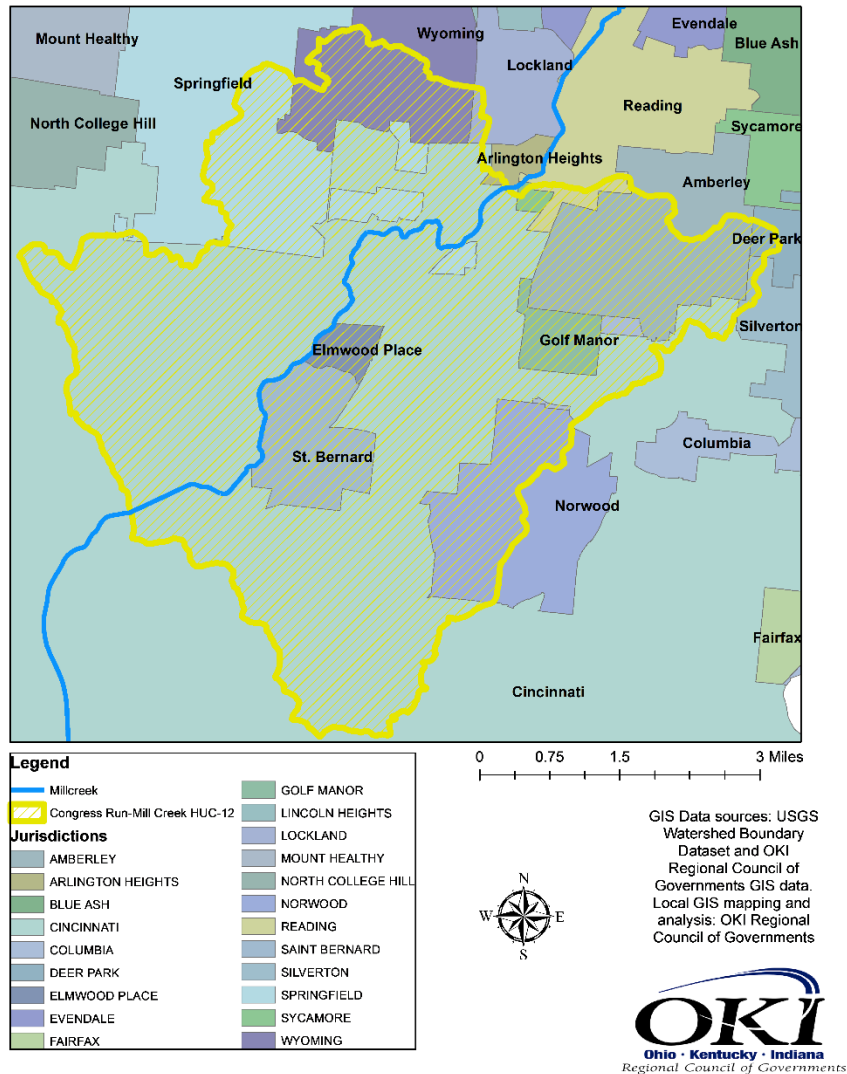 Mount Healthy
Wyoming
Evendale
Blue Ash
Lockland
Springfield
Reading
North College Hill
Sycamore
Arlington Heights
Amberley
Deer Park
Silverton
Golf Manor
Elmwood Place
Columbia
St. Bernard
Norwood
Fairfax
Cincinnati
Legend
Millcreek
Congress Run-Mill Creek HUC-12
Jurisdictions
AMBERLEY
ARLINGTON HEIGHTS
BLUE ASH
CINCINNATI
COLUMBIA
DEER PARK
ELMWOOD PLACE
EVENDALE
FAIRFAX
GOLF MANOR
LINCOLN HEIGHTS
LOCKLAND
MOUNT HEALTHY
NORTH COLLEGE HILL
NORWOOD
READING
SAINT BERNARD
SILVERTON
SPRINGFIELD
SYCAMORE
WYOMING
0 0.75 1.5 3 Miles
N
W E
S
GIS Data sources: USGS
Watershed Boundary
Dataset and OKI
Regional Council of
Governments GIS data.
Local GIS mapping and
analysis: OKI Regional
Council of Governments
OKI
Ohio · Kentucky · Indiana
Regional Council of Governments